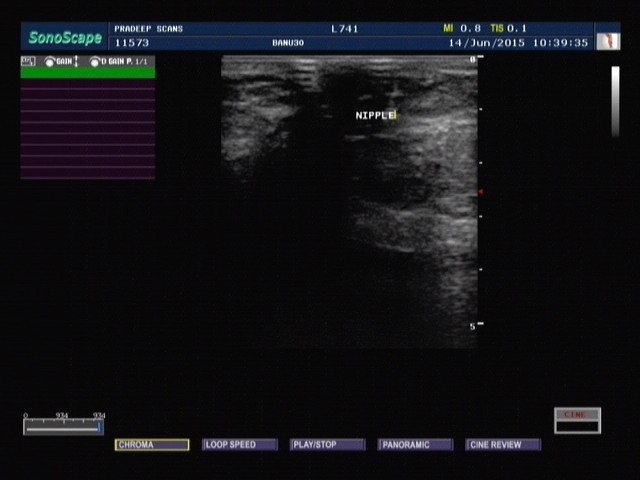 SonoScape
PRADEEP SCANS L741 MI 0.8 TIS 0.1
11573 BANU30 14/Jun/2015 10:39:35
GAIN D GAIN P. 1/1
0
NIPPLE
5
0 934 934
CINE
CHROMA LOOP SPEED PLAY/STOP PANORAMIC CINE REVIEW